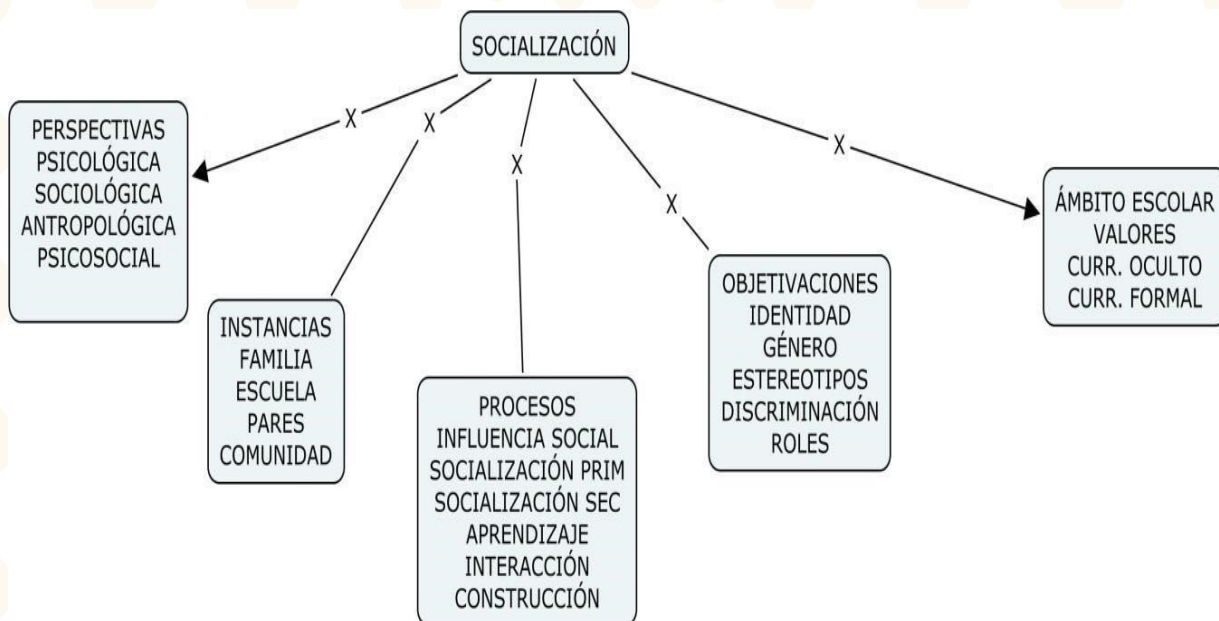 SOCIALIZACIÓN
X
X
X
X
X
PERSPECTIVAS
PSICOLÓGICA
SOCIOLÓGICA
ANTROPOLÓGICA
PSICOSOCIAL
INSTANCIAS
FAMILIA
ESCUELA
PARES
COMUNIDAD
PROCESOS
INFLUENCIA SOCIAL
SOCIALIZACIÓN PRIM
SOCIALIZACIÓN SEC
APRENDIZAJE
INTERACCIÓN
CONSTRUCCIÓN
OBJETIVACIONES
IDENTIDAD
GÉNERO
ESTEREOTIPOS
DISCRIMINACIÓN
ROLES
ÁMBITO ESCOLAR
VALORES
CURR. OCULTO
CURR. FORMAL